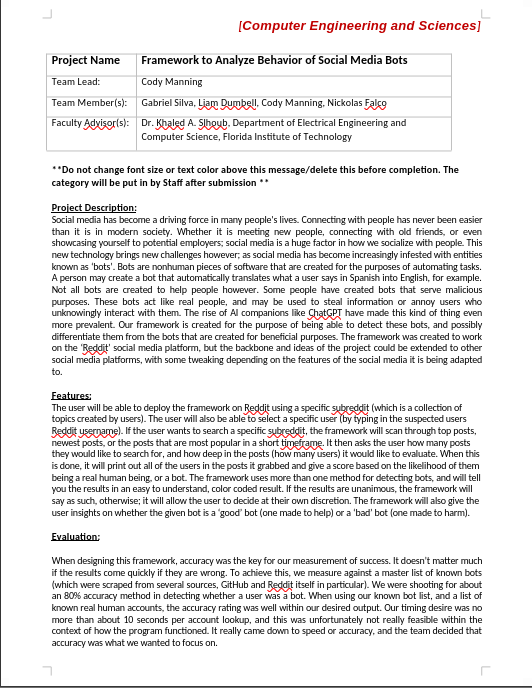 [Computer Engineering and Sciences]
Project Name Framework to Analyze Behavior of Social Media Bots
Team Lead: Cody Manning
Team Member(s): Gabriel Silva, Liam Dumbell, Cody Manning, Nickolas Falco
Faculty Advisor(s): Dr. Khaled A. Slhoub, Department of Electrical Engineering and
Computer Science, Florida Institute of Technology
**Do not change font size or text color above this message/delete this before completion. The
category will be put in by Staff after submission **
Project Description:
Social media has become a driving force in many people's lives. Connecting with people has never been easier
than it is in modern society. Whether it is meeting new people, connecting with old friends, or even
showcasing yourself to potential employers; social media is a huge factor in how we socialize with people. This
new technology brings new challenges however; as social media has become increasingly infested with entities
known as 'bots'. Bots are nonhuman pieces of software that are created for the purposes of automating tasks.
A person may create a bot that automatically translates what a user says in Spanish into English, for example.
Not all bots are created to help people however. Some people have created bots that serve malicious
purposes. These bots act like real people, and may be used to steal information or annoy users who
unknowingly interact with them. The rise of AI companies like ChatGPT have made this kind of thing even
more prevalent. Our framework is created for the purpose of being able to detect these bots, and possibly
differentiate them from the bots that are created for beneficial purposes. The framework was created to work
on the 'Reddit' social media platform, but the backbone and ideas of the project could be extended to other
social media platforms, with some tweaking depending on the features of the social media it is being adapted
to.
Features:
The user will be able to deploy the framework on Reddit using a specific subreddit (which is a collection of
topics created by users). The user will also be able to select a specific user (by typing in the suspected users
Reddit username). If the user wants to search a specific subreddit, the framework will scan through top posts,
newest posts, or the posts that are most popular in a short timeframe. It then asks the user how many posts
they would like to search for, and how deep in the posts (how many users) it would like to evaluate. When this
is done, it will print out all of the users in the posts it grabbed and give a score based on the likelihood of them
being a real human being, or a bot. The framework uses more than one method for detecting bots, and will tell
you the results in an easy to understand, color coded result. If the results are unanimous, the framework will
say as such, otherwise; it will allow the user to decide at their own discretion. The framework will also give the
user insights on whether the given bot is a 'good' bot (one made to help) or a 'bad' bot (one made to harm).
Evaluation:
When designing this framework, accuracy was the key for our measurement of success. It doesn't matter much
if the results come quickly if they are wrong. To achieve this, we measure against a master list of known bots
(which were scraped from several sources, GitHub and Reddit itself in particular). We were shooting for about
an 80% accuracy method in detecting whether a user was a bot. When using our known bot list, and a list of
known real human accounts, the accuracy rating was well within our desired output. Our timing desire was no
more than about 10 seconds per account lookup, and this was unfortunately not really feasible within the
context of how the program functioned. It really came down to speed or accuracy, and the team decided that
accuracy was what we wanted to focus on.